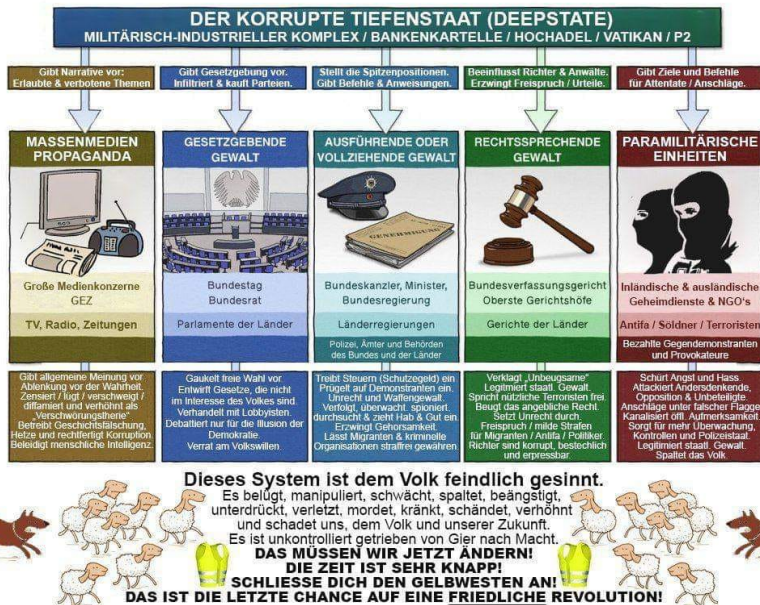 DER KORRUPTE TIEFENSTAAT (DEEPSTATE)
MILITÄRISCH-INDUSTRIELLER KOMPLEX / BANKENKARTELLE / HOCHADEL / VATIKAN / P2
Gibt Narrative vor:
Erlaubte & verbotene Themen
Gibt Gesetzgebung vor.
Infiltriert & kauft Parteien.
Stellt die Spitzenpositionen.
Gibt Befehle & Anweisungen.
Beeinflusst Richter & Anwälte.
Erzwingt Freispruch / Urteile.
Gibt Ziele und Befehle
für Attentate / Anschläge.
MASSENMEDIEN
PROPAGANDA
Große Medienkonzerne
GEZ
TV, Radio, Zeitungen
Gibt allgemeine Meinung vor
Ablenkung vor der Wahrheit.
Zensiert / lügt / verschweigt /
diffamiert und verhöhnt als
„Verschwörungstherie"
Betreibt Geschichtsfälschung,
Hetze und rechtfertigt Korruption.
Beleidigt menschliche Intelligenz.
GESETZGEBENDE
GEWALT
Bundestag
Bundesrat
Parlamente der Länder
Gaukelt freie Wahl vor.
Entwirft Gesetze, die nicht
im Interesse des Volkes sind.
Verhandelt mit Lobbyisten.
Debattiert nur für die Illusion der
Demokratie.
Verrat am Volkswillen
AUSFÜHRENDE ODER
VOLLZIEHENDE GEWALT
GENEHMIGUNG
Bundeskanzler, Minister,
Bundesregierung
Länderregierungen
Polizei, Ämter und Behörden
des Bundes und der Länder
Treibt Steuern (Schutzgeld) ein
Prügelt auf Demonstranten ein.
Unrecht und Waffengewalt.
Verfolgt, überwacht, spioniert,
durchsucht & zieht Hab & Gut ein.
Erzwingt Gehorsamkeit.
Lässt Migranten & kriminelle
Organisationen straffrei gewähren
RECHTSSPRECHENDE
GEWALT
Bundesverfassungsgericht
Oberste Gerichtshöfe
Gerichte der Länder
Verklagt „Unbeugsame"
Legitmiert staatl. Gewalt.
Spricht nützliche Terroristen frei.
Beugt das angebliche Recht.
Setzt Unrecht durch.
Freispruch / milde Strafen
für Migranten / Antifa / Politiker
Richter sind korrupt, bestechlich
und erpressbar.
PARAMILITÄRISCHE
EINHEITEN
Inländische & ausländische
Geheimdienste & NGO's
Antifa / Söldner / Terroristen
Bezahlte Gegendemonstranten
und Provokateure
Schürt Angst und Hass.
Attackiert Andersdenkende,
Opposition & Unbeteiligte.
Anschläge unter falscher Flagge
Kanalisiert öffl. Aufmerksamkeit.
Sorgt für mehr Überwachung,
Kontrollen und Polizeistaat.
Legitimiert staatl. Gewalt.
Spaltet das Volk
Dieses System ist dem Volk feindlich gesinnt.
Es belügt, manipuliert, schwächt, spaltet, beängstigt,
unterdrückt, verletzt, mordet, kränkt, schändet, verhöhnt
und schadet uns, dem Volk und unserer Zukunft.
Es ist unkontrolliert getrieben von Gier nach Macht.
DAS MÜSSEN WIR JETZT ÄNDERN!
DIE ZEIT IST SEHR KNAPP!
SCHLIESSE DICH DEN GELBWESTEN AN!
DAS IST DIE LETZTE CHANCE AUF EINE FRIEDLICHE REVOLUTION!